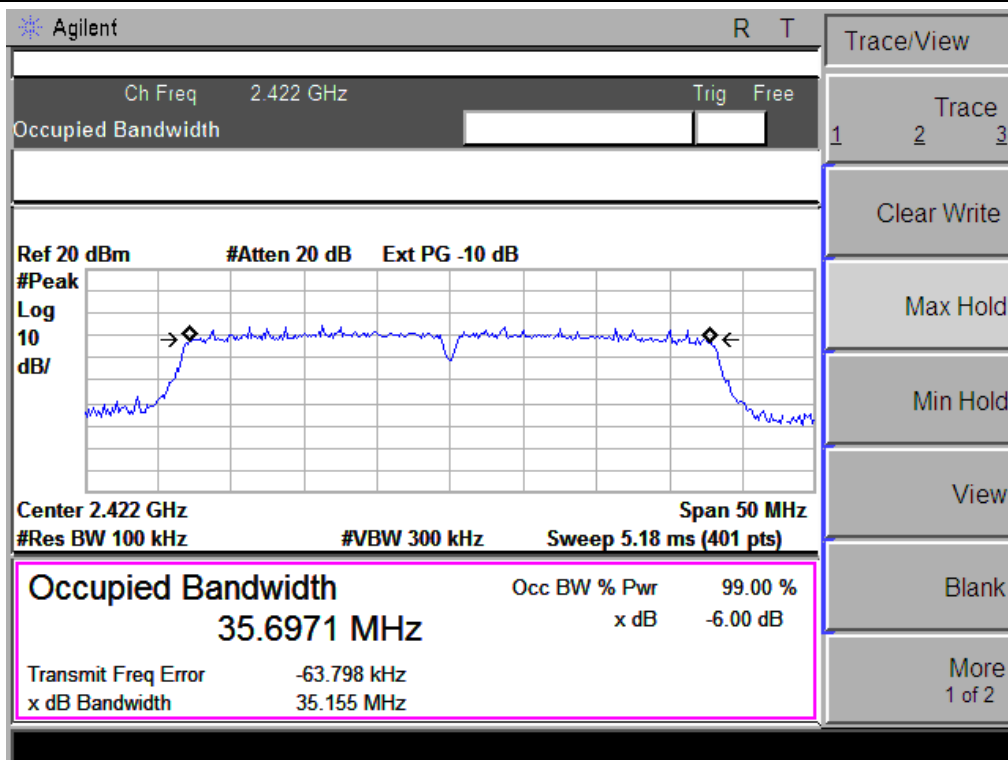 Agilent R T
Trace/View
Ch Freq 2.422 GHz Trig Free
Occupied Bandwidth
Trace
1 2 3
Clear Write
Ref 20 dBm #Atten 20 dB Ext PG -10 dB
#Peak
Log
10
dB/
Max Hold
Min Hold
View
Center 2.422 GHz Span 50 MHz
#Res BW 100 kHz #VBW 300 kHz Sweep 5.18 ms (401 pts)
Occupied Bandwidth Occ BW % Pwr 99.00 %
35.6971 MHz x dB -6.00 dB
Transmit Freq Error -63.798 kHz
x dB Bandwidth 35.155 MHz
Blank
More
1 of 2